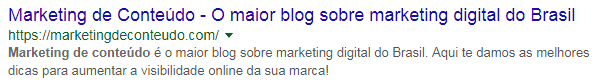 Marketing de Conteúdo - O maior blog sobre marketing digital do Brasil
https://marketingdeconteudo.com/
Marketing de conteúdo é o maior blog sobre marketing digital do Brasil. Aqui te damos as melhores
dicas para aumentar a visibilidade online da sua marca!